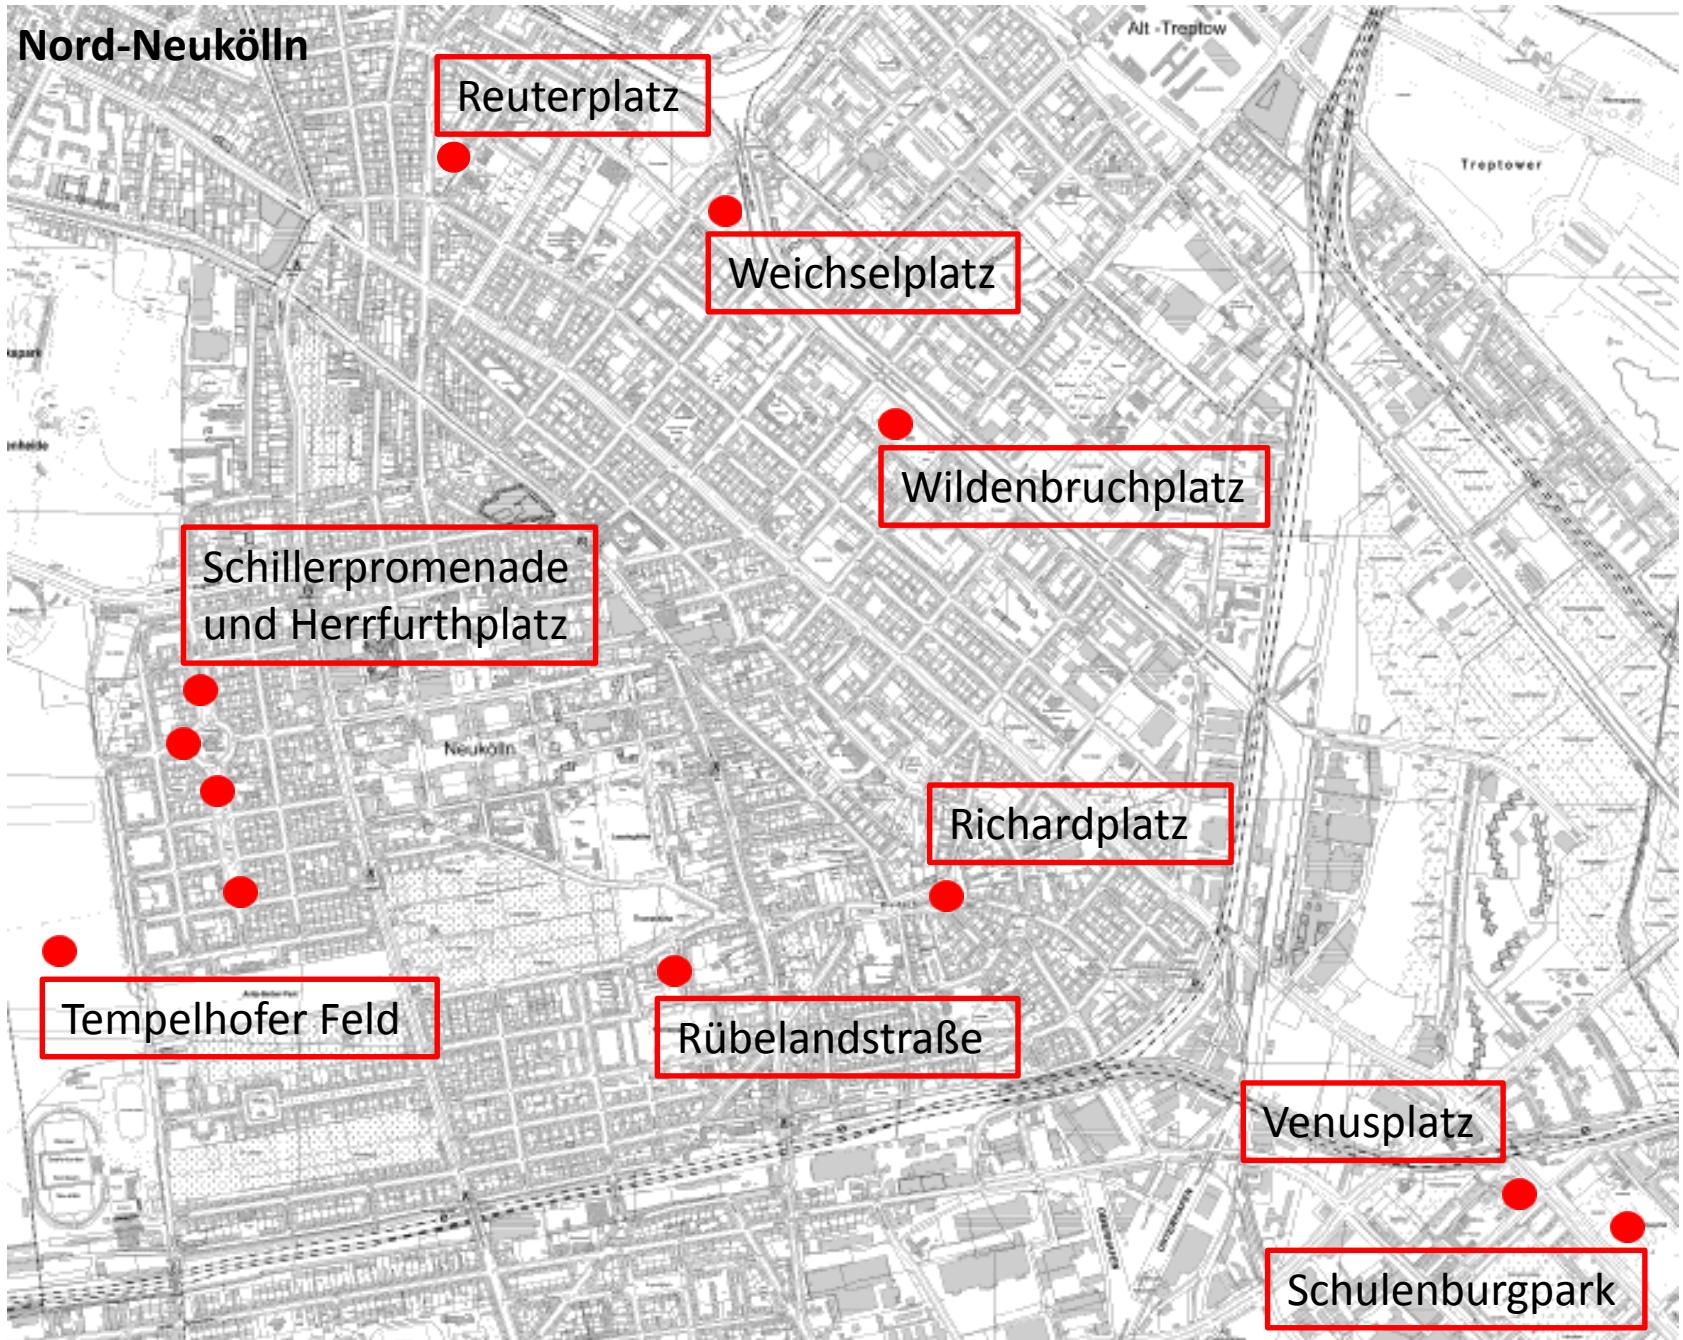 Nord-Neukölln
Alt -Treptow
Reuterplatz
Treptower
Weichselplatz
Wildenbruchplatz
Schillerpromenade
und Herrfurthplatz
Neukölln
Richardplatz
Tempelhofer Feld
Rübelandstraße
Venusplatz
Schulenburgpark